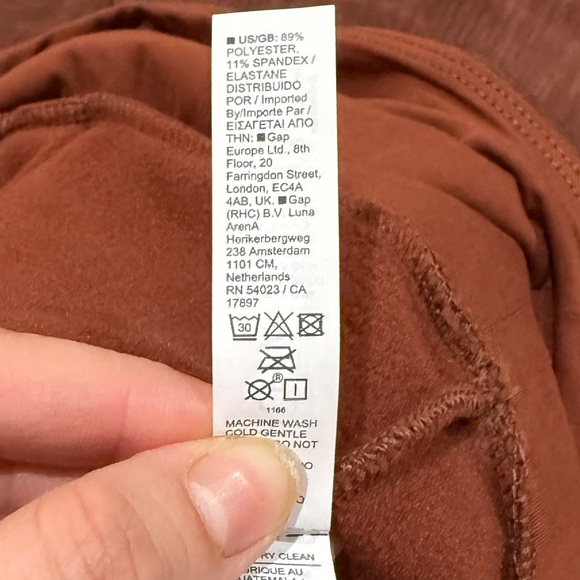 US/GB: 89%
POLYESTER,
11% SPANDEX /
ELASTANE
DISTRIBUIDO
POR / Imported
By/Importe Par /
ΕΙΣΑΓΕΤΑΙ ΑΠΟ
ΤΗΝ: Gap
Europe Ltd., 8th
Floor, 20
Farringdon Street,
London, EC4A
4AB, UK. Gap
(RHC) B.V. Luna
ArenA
Herikerbergweg
238 Amsterdam
1101 CM,
Netherlands
RN 54023 / CA
17897
30
R
1166
MACHINE WASH
COLD GENTLE
DO NOT
CLEAN